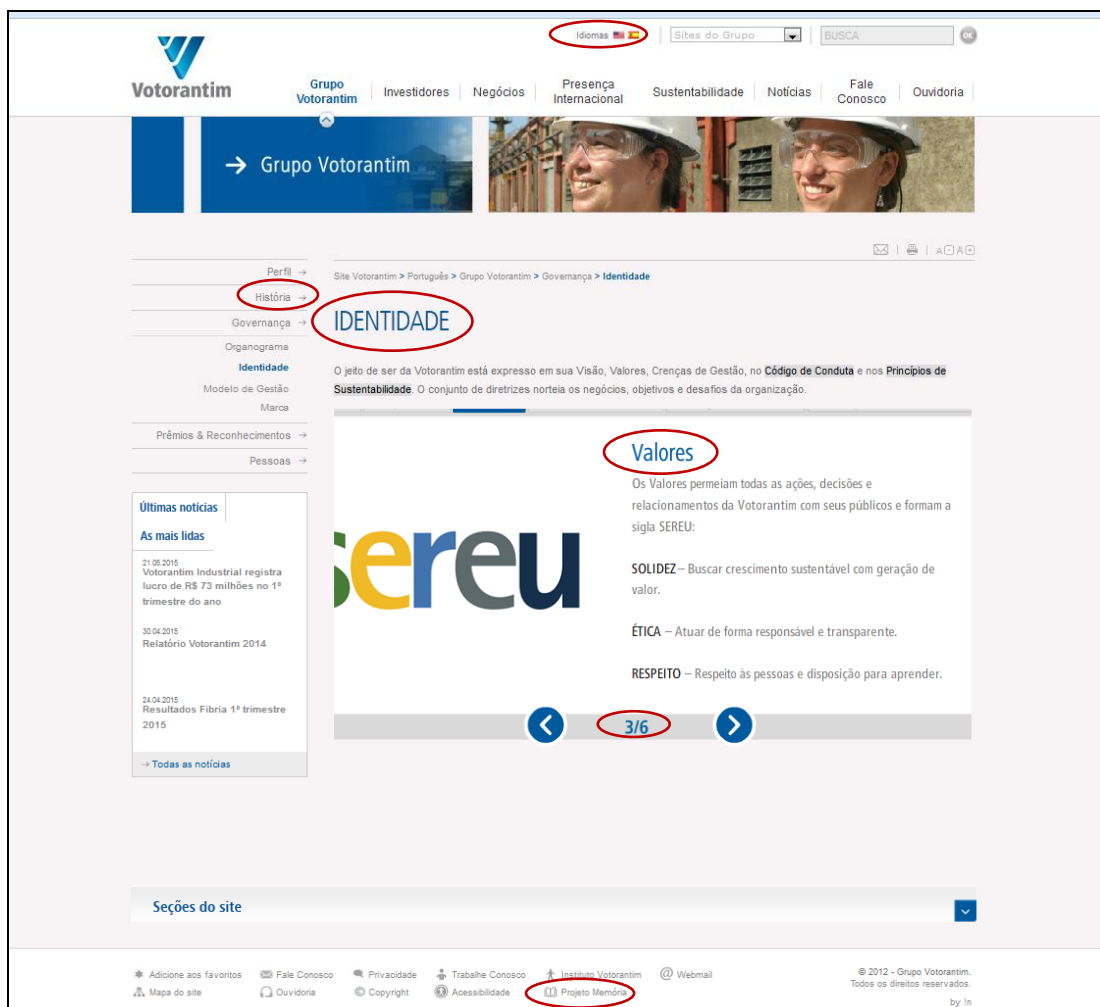 Idiomas
Sites do Grupo
BUSCA
OK
Votorantim
Grupo Votorantim
Investidores
Negócios
Presença Internacional
Sustentabilidade
Notícias
Fale Conosco
Ouvidoria
→ Grupo Votorantim
A- A+
Perfil →
História →
Governança →
Organograma
Identidade
Modelo de Gestão
Marca
Prêmios & Reconhecimentos →
Pessoas →
Últimas notícias
As mais lidas
21.05.2015
Votorantim Industrial registra
lucro de R$ 73 milhões no 1º
trimestre do ano
30.04.2015
Relatório Votorantim 2014
24.04.2015
Resultados Fibria 1º trimestre
2015
→ Todas as notícias
Site Votorantim > Português > Grupo Votorantim > Governança > Identidade
IDENTIDADE
O jeito de ser da Votorantim está expresso em sua Visão, Valores, Crenças de Gestão, no Código de Conduta e nos Princípios de
Sustentabilidade. O conjunto de diretrizes norteia os negócios, objetivos e desafios da organização.
sereu
Valores
Os Valores permeiam todas as ações, decisões e
relacionamentos da Votorantim com seus públicos e formam a
sigla SEREU:
SOLIDEZ – Buscar crescimento sustentável com geração de
valor.
ÉTICA – Atuar de forma responsável e transparente.
RESPEITO – Respeito às pessoas e disposição para aprender.
3/6
Seções do site
Adicione aos favoritos
Fale Conosco
Privacidade
Trabalhe Conosco
Instituto Votorantim
Webmail
Mapa do site
Ouvidoria
Copyright
Acessibilidade
Projeto Memória
© 2012 - Grupo Votorantim.
Todos os direitos reservados.
by !n